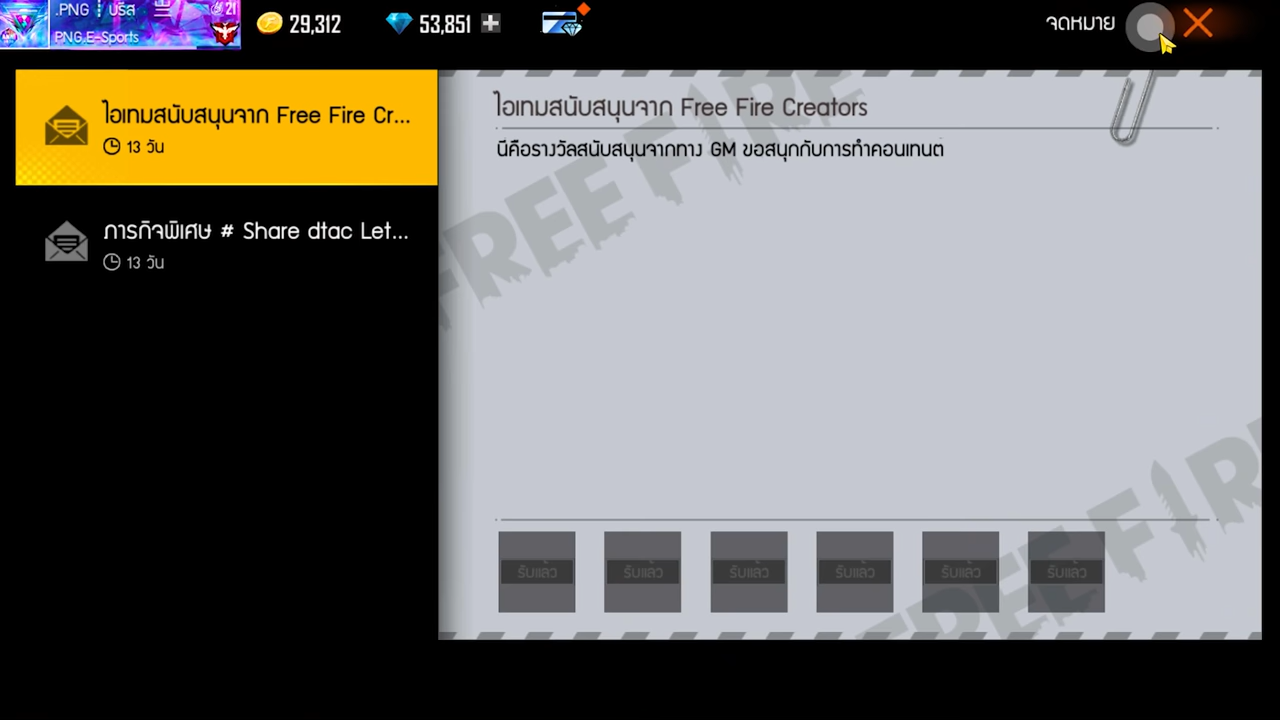 .PNG ⋮ บรีส
21
PNG.E-Sports
29,312
53,851
จดหมาย
ไอเทมสนับสนุนจาก Free Fire Cr...
13 วัน
ภารกิจพิเศษ # Share dtac Let...
13 วัน
ไอเทมสนับสนุนจาก Free Fire Creators
นี่คือรางวัลสนับสนุนจากทาง GM ขอสนุกกับการทำคอนเทนต์
FREE FIRE
FREE FIRE
รับแล้ว
รับแล้ว
รับแล้ว
รับแล้ว
รับแล้ว
รับแล้ว